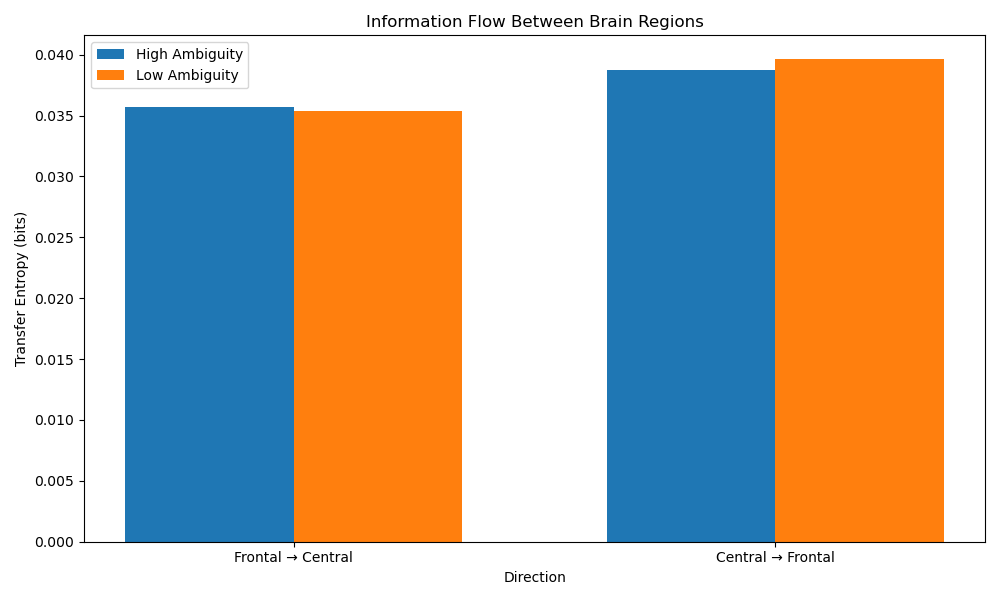 Information Flow Between Brain Regions
High Ambiguity
Low Ambiguity
Transfer Entropy (bits)
0.040
0.035
0.030
0.025
0.020
0.015
0.010
0.005
0.000
Frontal → Central
Central → Frontal
Direction